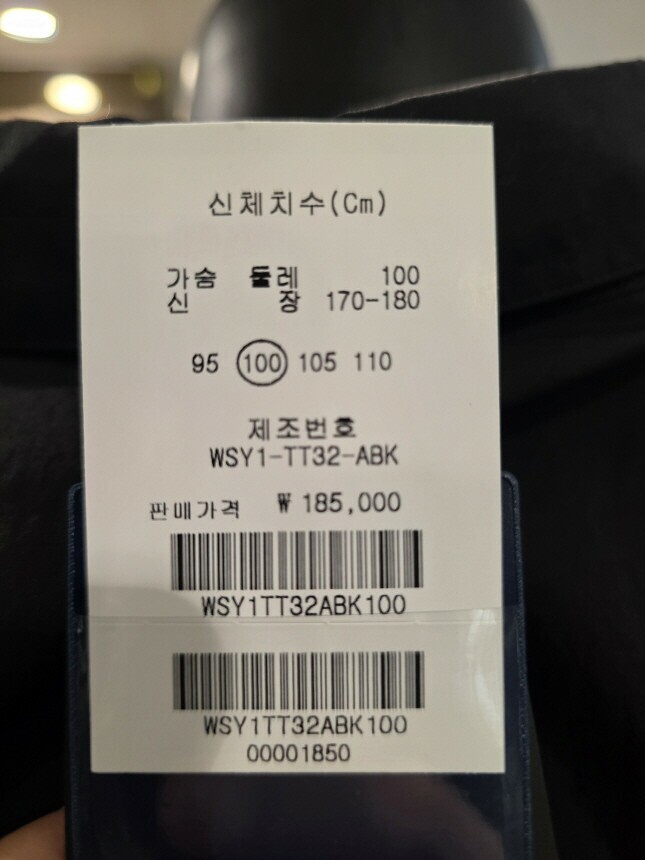 신체치수(Cm)
가슴 둘레 100
신 장 170-180
95 100 105 110
제조번호
WSY1-TT32-ABK
판매가격 ₩ 185,000
WSY1TT32ABK100
WSY1TT32ABK100
00001850